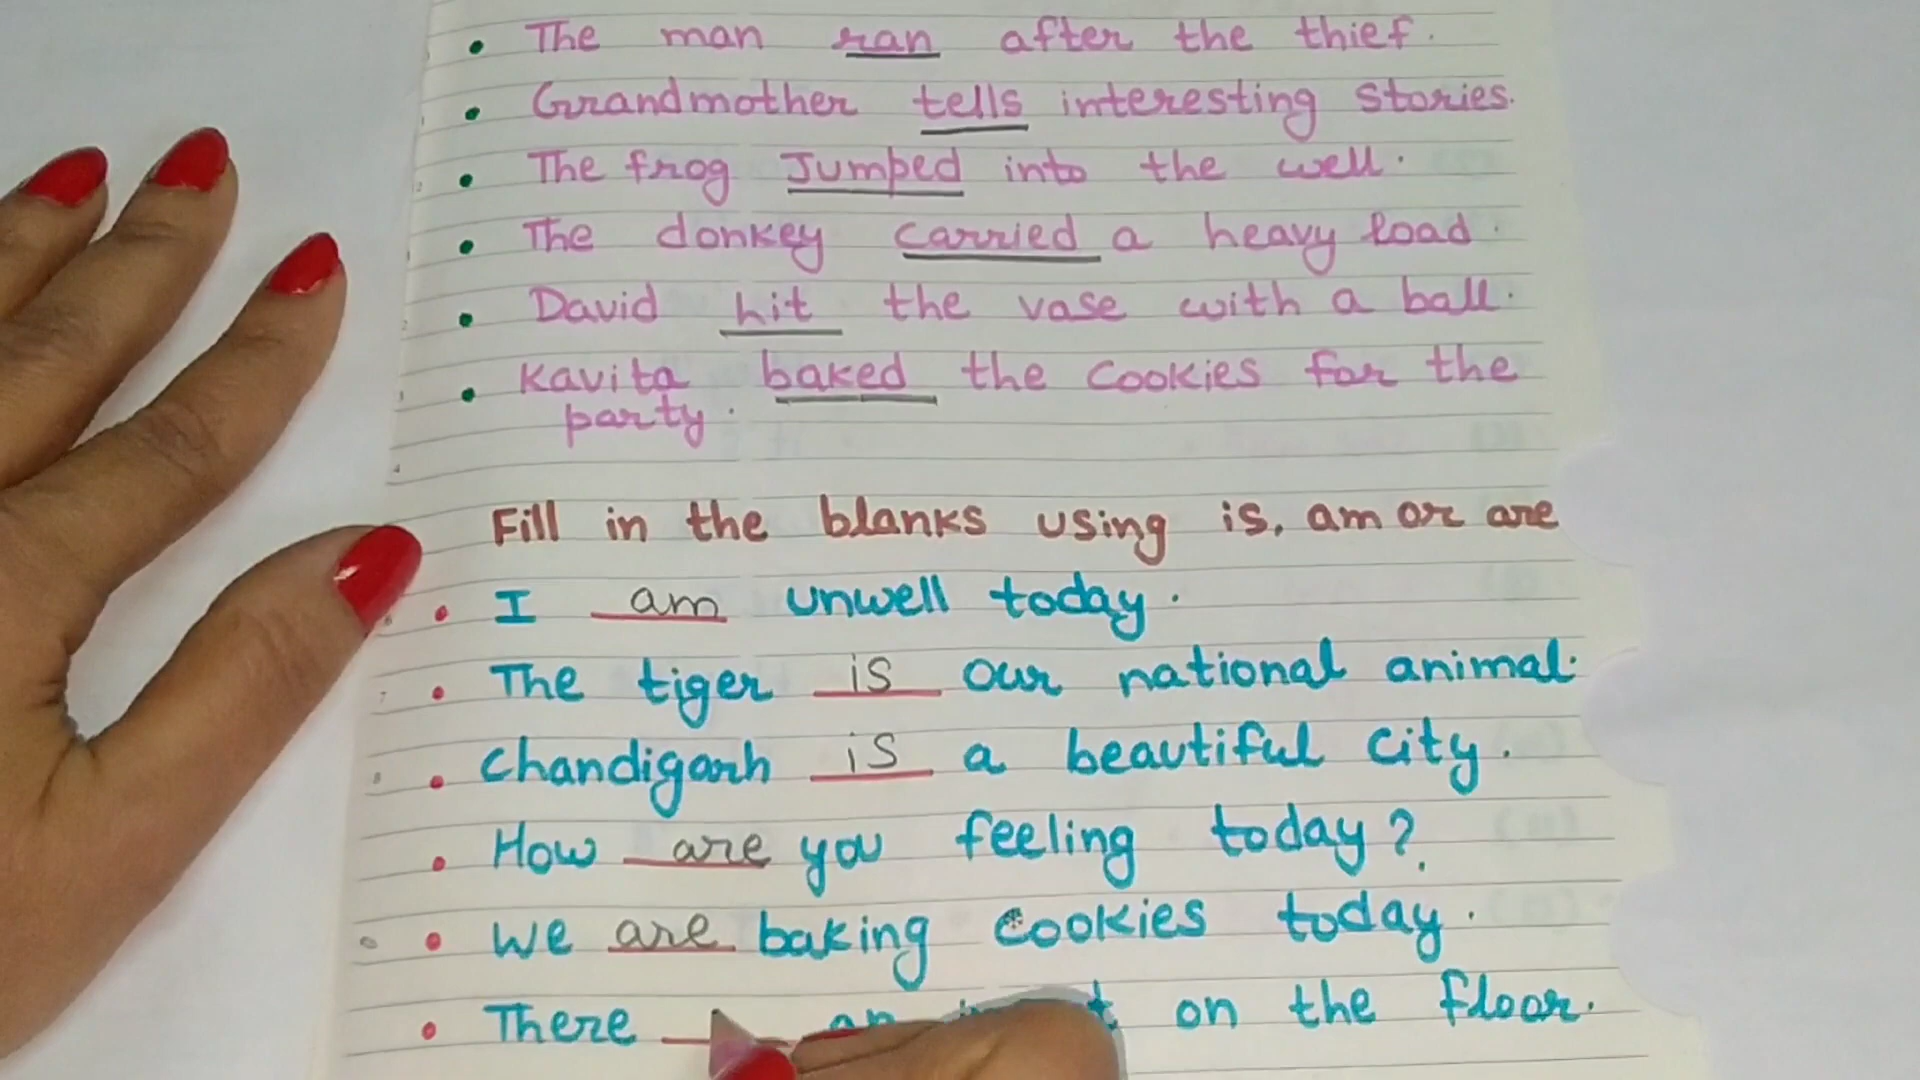 The man ran after the thief.
Grandmother tells interesting stories.
The frog Jumped into the well.
The donkey carried a heavy load.
David hit the vase with a ball.
Kavita baked the cookies for the
party.
Fill in the blanks using is, am or are
I am unwell today.
The tiger is our national animal.
Chandigarh is a beautiful city.
How are you feeling today?
We are baking cookies today.
There an on the floor.